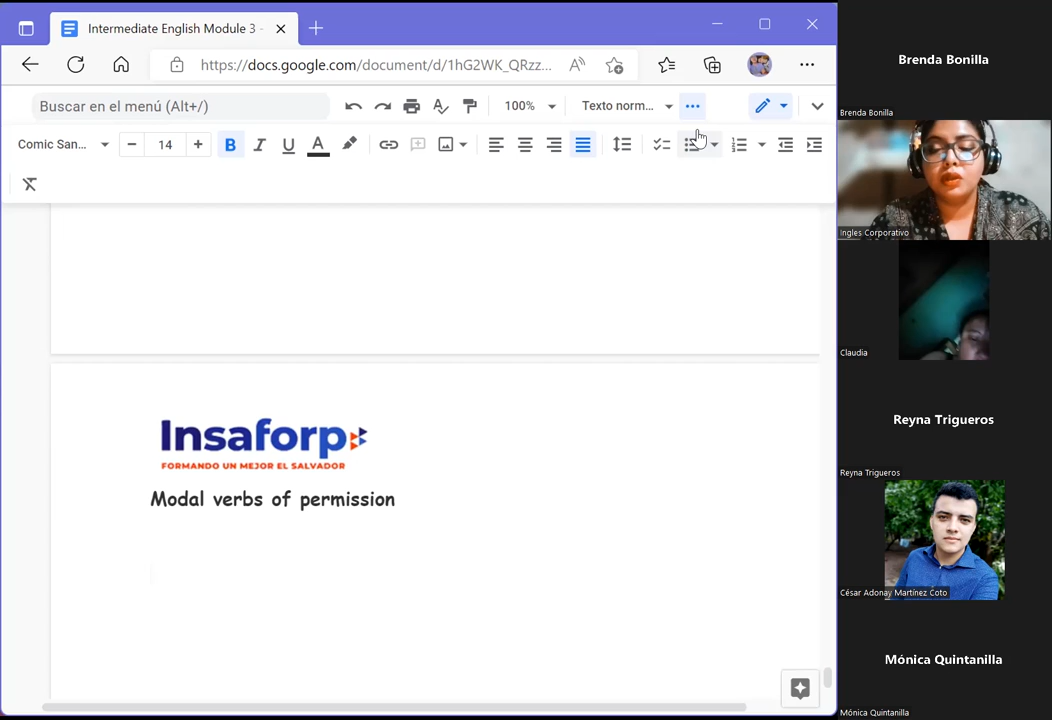 Intermediate English Module 3 -
https://docs.google.com/document/d/1hG2WK_QRzz...
Buscar en el menú (Alt+/)
100%
Texto norm...
Comic San...
14
Insaforp
FORMANDO UN MEJOR EL SALVADOR
Modal verbs of permission
Brenda Bonilla
Brenda Bonilla
Ingles Corporativo
Claudia
Reyna Trigueros
Reyna Trigueros
César Adonay Martínez Coto
Mónica Quintanilla
Mónica Quintanilla